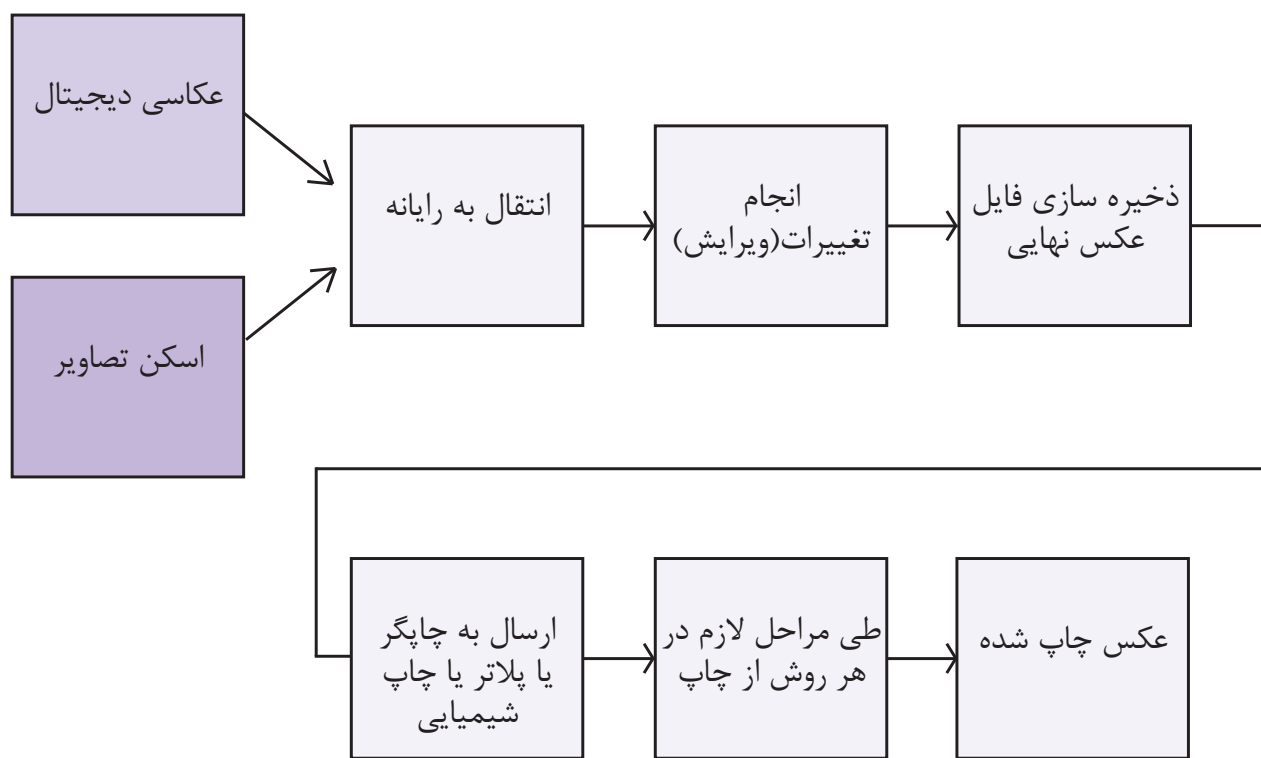 عکاسی دیجیتال
اسکن تصاویر
انتقال به رایانه
انجام
تغییرات(ویرایش)
ذخیره سازی فایل
عکس نهایی
ارسال به چاپگر
یا پلاتر یا چاپ
شیمیایی
طی مراحل لازم در
هر روش از چاپ
عکس چاپ شده